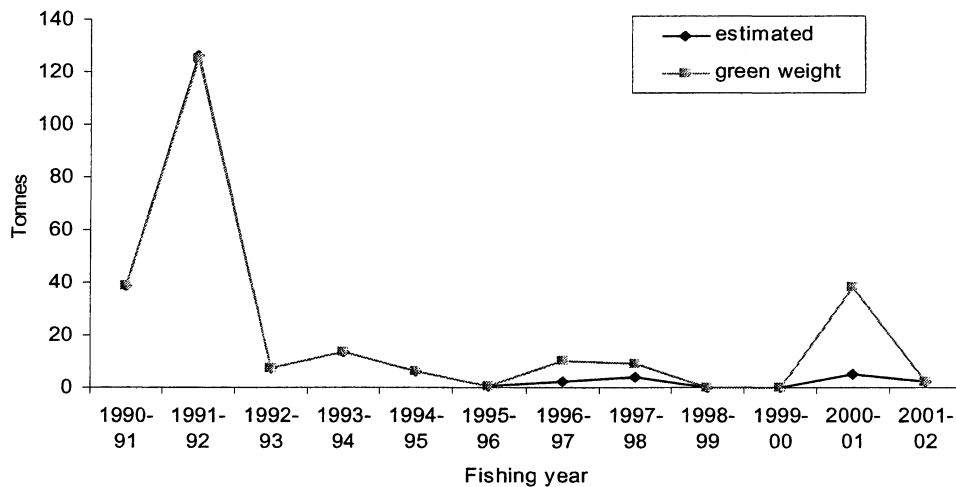 140
estimated
green weight
120
100
80
Tonnes
60
40
20
0
1990- 1991- 1992- 1993- 1994- 1995- 1996- 1997- 1998- 1999- 2000- 2001-
91 92 93 94 95 96 97 98 99 00 01 02
Fishing year